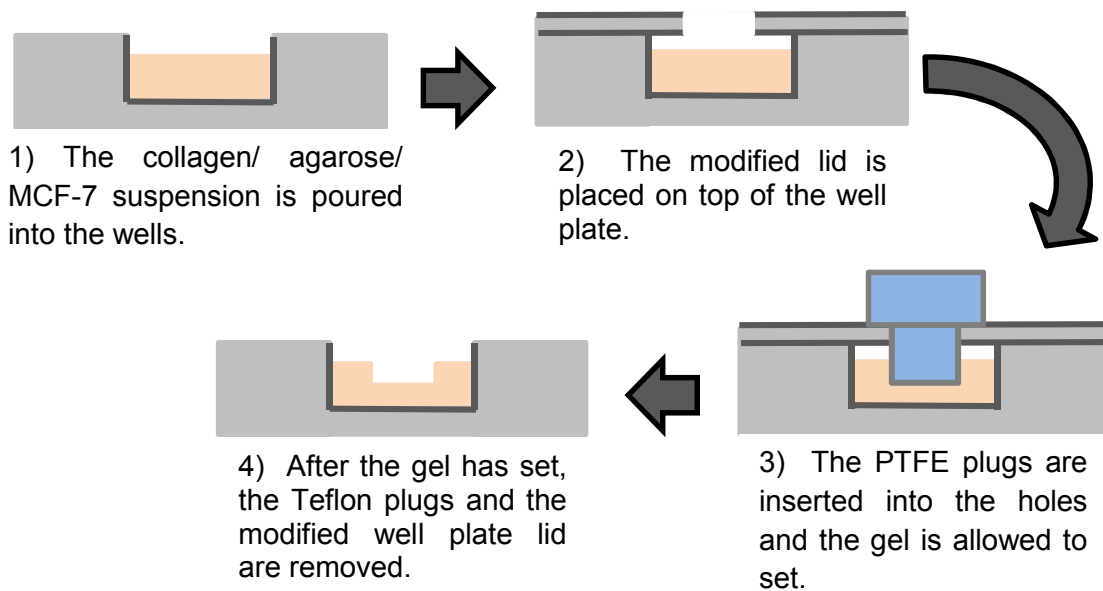 1) The collagen/ agarose/
MCF-7 suspension is poured
into the wells.
2) The modified lid is
placed on top of the well
plate.
3) The PTFE plugs are
inserted into the holes
and the gel is allowed to
set.
4) After the gel has set,
the Teflon plugs and the
modified well plate lid
are removed.